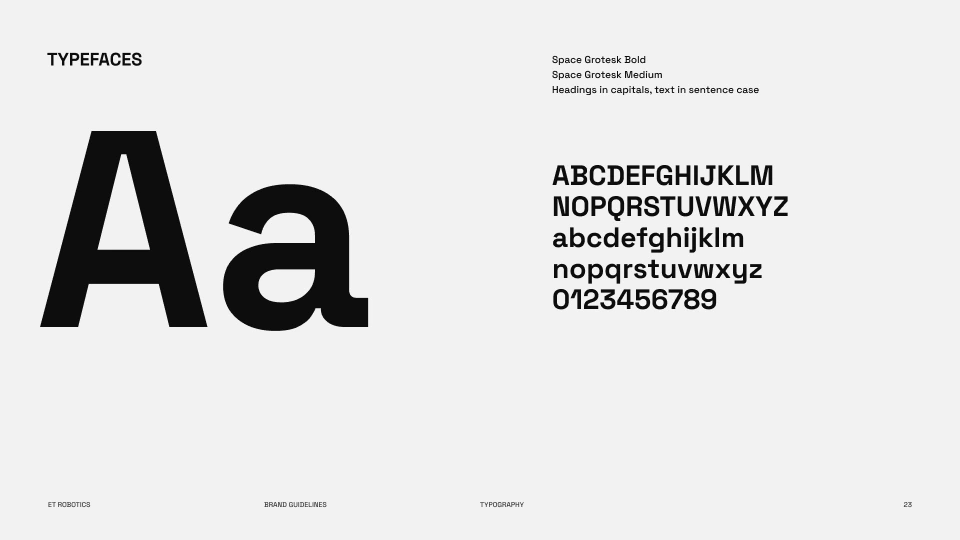 TYPEFACES
Space Grotesk Bold
Space Grotesk Medium
Headings in capitals, text in sentence case
Aa
ABCDEFGHIJKLM
NOPQRSTUVWXYZ
abcdefghijklm
nopqrstuvwxyz
0123456789
ET ROBOTICS
BRAND GUIDELINES
TYPOGRAPHY
23